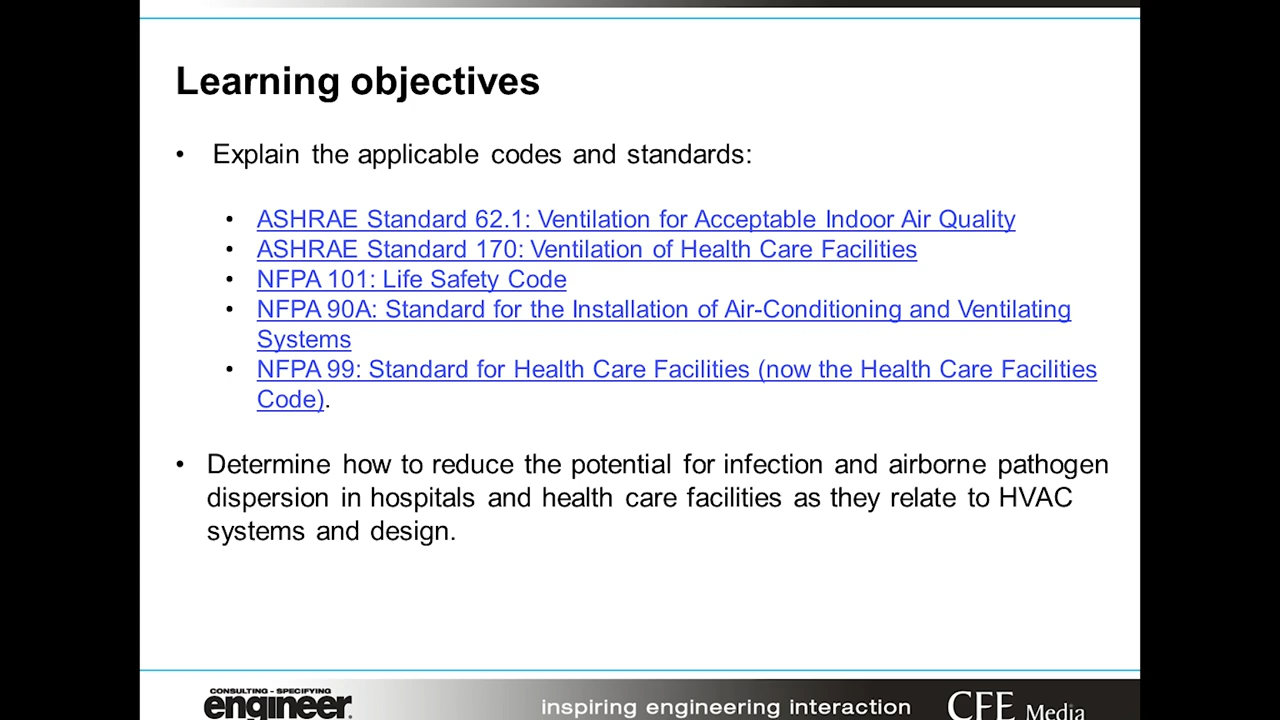 Learning objectives
• Explain the applicable codes and standards:
• ASHRAE Standard 62.1: Ventilation for Acceptable Indoor Air Quality
• ASHRAE Standard 170: Ventilation of Health Care Facilities
• NFPA 101: Life Safety Code
• NFPA 90A: Standard for the Installation of Air-Conditioning and Ventilating
Systems
• NFPA 99: Standard for Health Care Facilities (now the Health Care Facilities
Code).
• Determine how to reduce the potential for infection and airborne pathogen
dispersion in hospitals and health care facilities as they relate to HVAC
systems and design.
CONSULTING-SPECIFYING
engineer®
inspiring engineering interaction
CFE Media